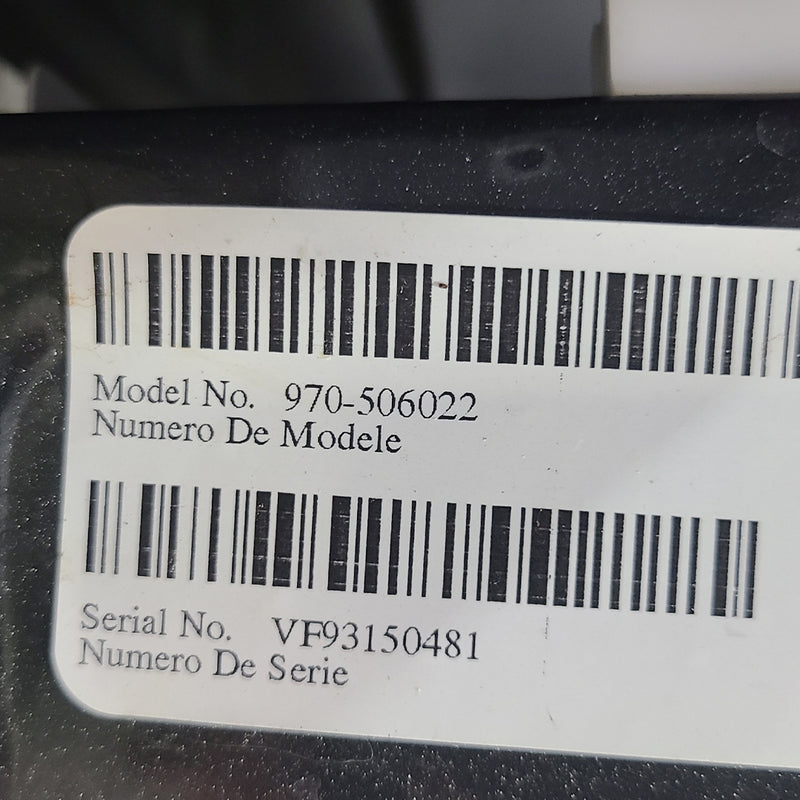 Model No. 970-506022
Numero De Modele
Serial No. VF93150481
Numero De Serie